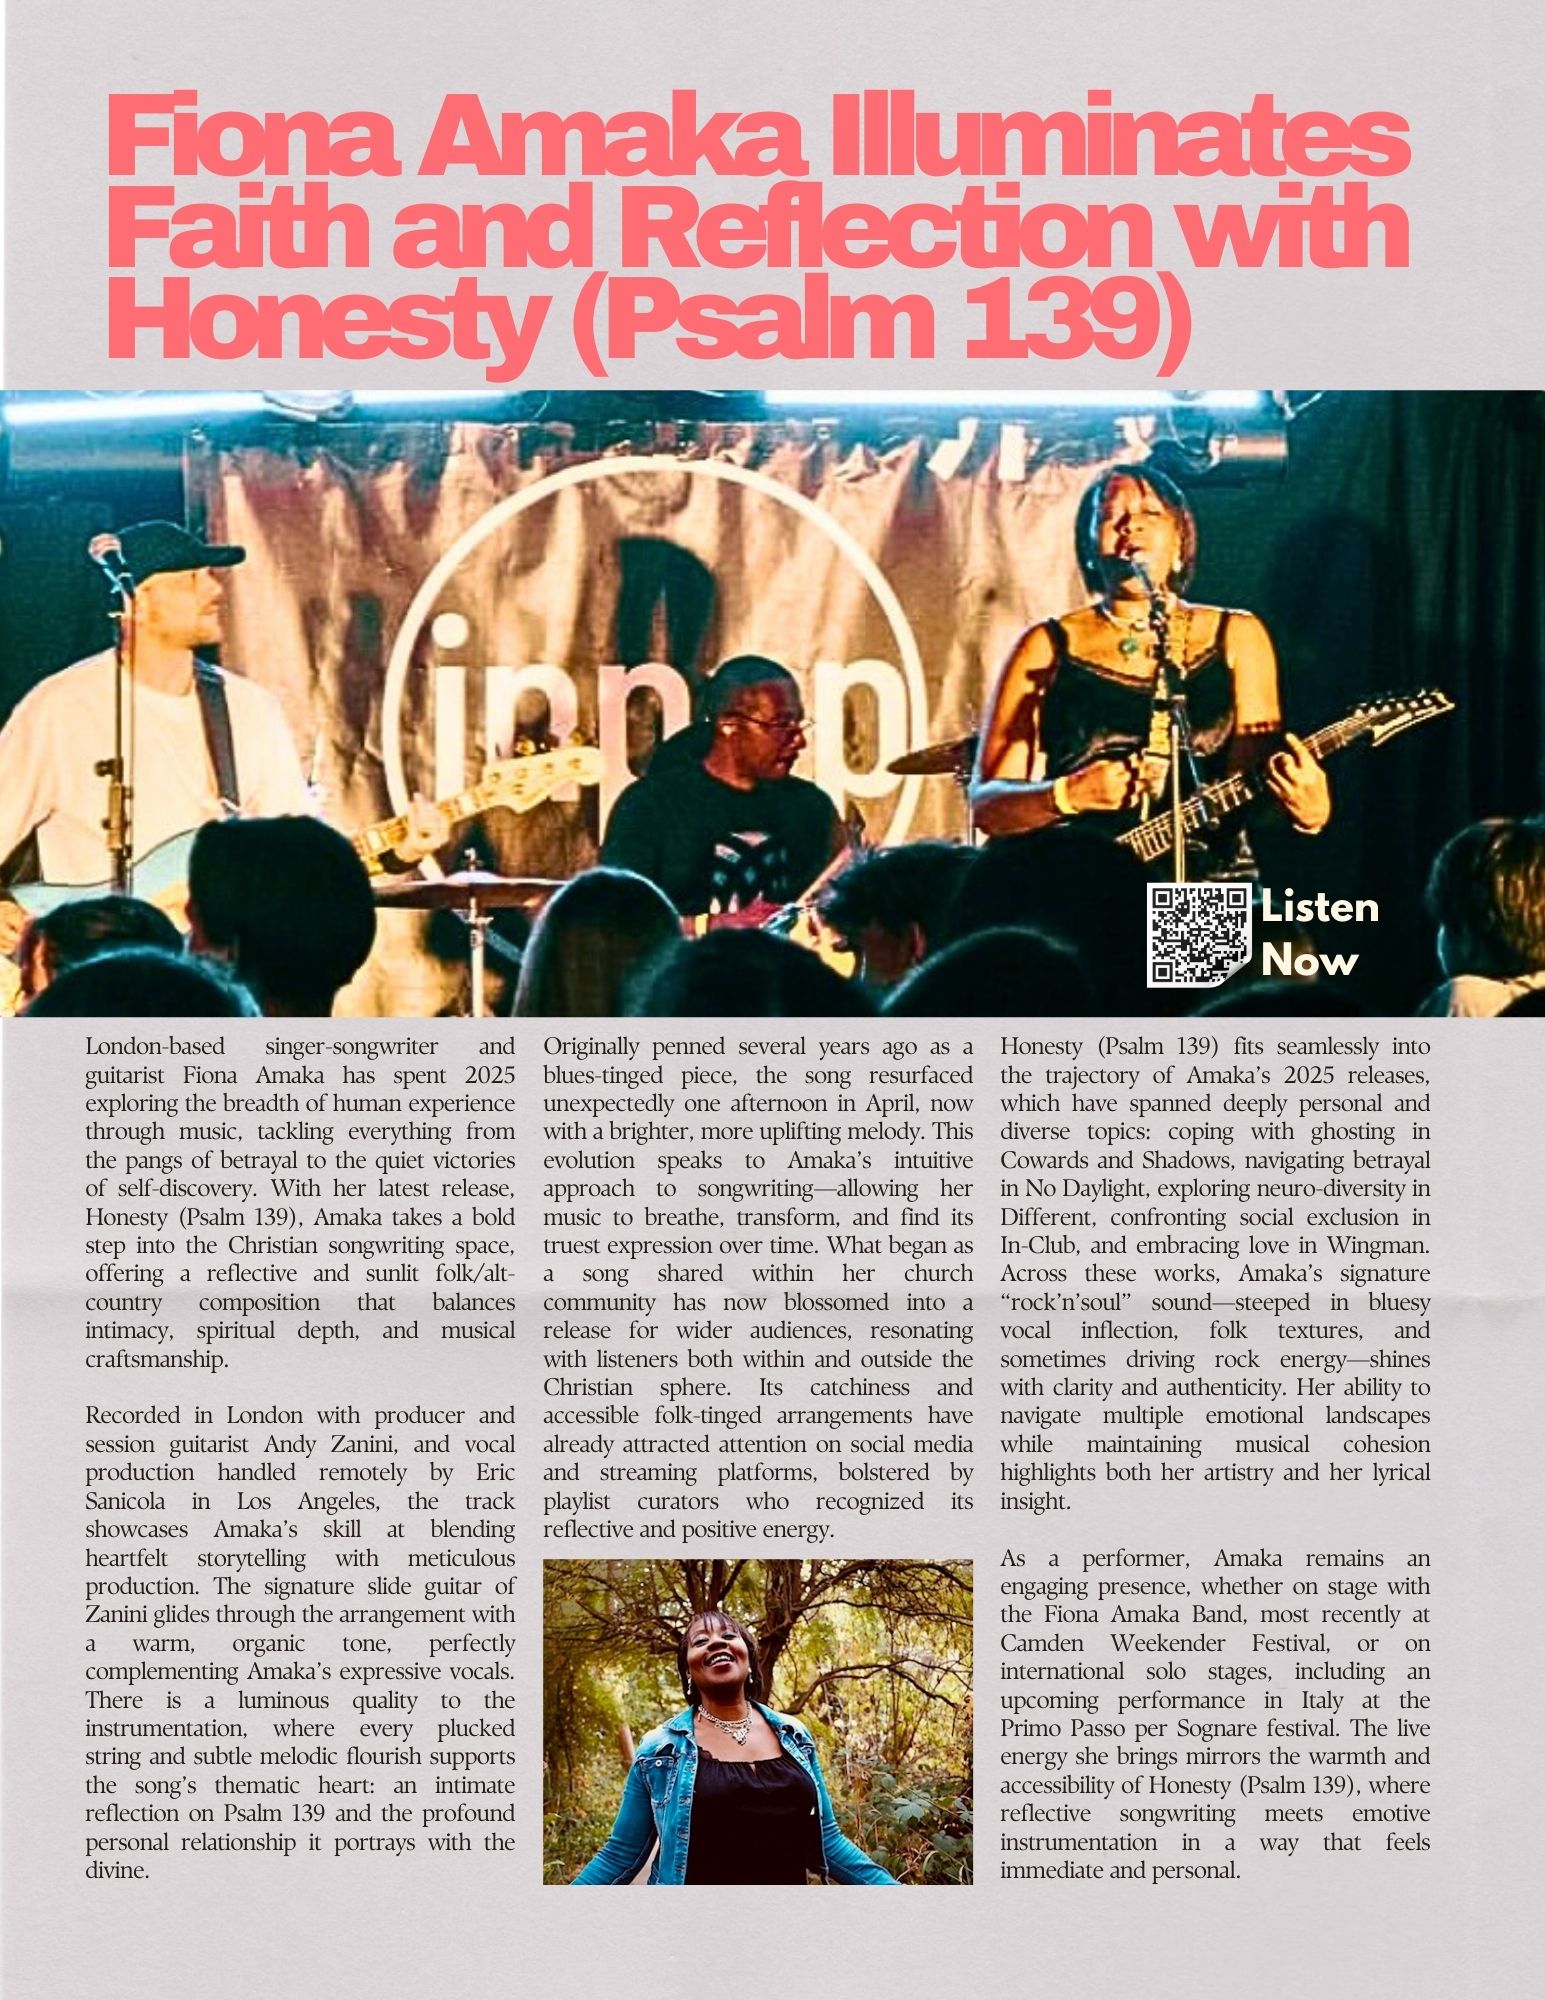 Fiona Amaka Illuminates
Faith and Reflection with
Honesty (Psalm 139)
Listen
Now
London-based singer-songwriter and
guitarist Fiona Amaka has spent 2025
exploring the breadth of human experience
through music, tackling everything from
the pangs of betrayal to the quiet victories
of self-discovery. With her latest release,
Honesty (Psalm 139), Amaka takes a bold
step into the Christian songwriting space,
offering a reflective and sunlit folk/alt-
country composition that balances
intimacy, spiritual depth, and musical
craftsmanship.
Recorded in London with producer and
session guitarist Andy Zanini, and vocal
production handled remotely by Eric
Sanicola in Los Angeles, the track
showcases Amaka’s skill at blending
heartfelt storytelling with meticulous
production. The signature slide guitar of
Zanini glides through the arrangement with
a warm, organic tone, perfectly
complementing Amaka’s expressive vocals.
There is a luminous quality to the
instrumentation, where every plucked
string and subtle melodic flourish supports
the song’s thematic heart: an intimate
reflection on Psalm 139 and the profound
personal relationship it portrays with the
divine.
Originally penned several years ago as a
blues-tinged piece, the song resurfaced
unexpectedly one afternoon in April, now
with a brighter, more uplifting melody. This
evolution speaks to Amaka’s intuitive
approach to songwriting—allowing her
music to breathe, transform, and find its
truest expression over time. What began as
a song shared within her church
community has now blossomed into a
release for wider audiences, resonating
with listeners both within and outside the
Christian sphere. Its catchiness and
accessible folk-tinged arrangements have
already attracted attention on social media
and streaming platforms, bolstered by
playlist curators who recognized its
reflective and positive energy.
Honesty (Psalm 139) fits seamlessly into
the trajectory of Amaka’s 2025 releases,
which have spanned deeply personal and
diverse topics: coping with ghosting in
Cowards and Shadows, navigating betrayal
in No Daylight, exploring neuro-diversity in
Different, confronting social exclusion in
In-Club, and embracing love in Wingman.
Across these works, Amaka’s signature
“rock’n’soul” sound—steeped in bluesy
vocal inflection, folk textures, and
sometimes driving rock energy—shines
with clarity and authenticity. Her ability to
navigate multiple emotional landscapes
while maintaining musical cohesion
highlights both her artistry and her lyrical
insight.
As a performer, Amaka remains an
engaging presence, whether on stage with
the Fiona Amaka Band, most recently at
Camden Weekender Festival, or on
international solo stages, including an
upcoming performance in Italy at the
Primo Passo per Sognare festival. The live
energy she brings mirrors the warmth and
accessibility of Honesty (Psalm 139), where
reflective songwriting meets emotive
instrumentation in a way that feels
immediate and personal.